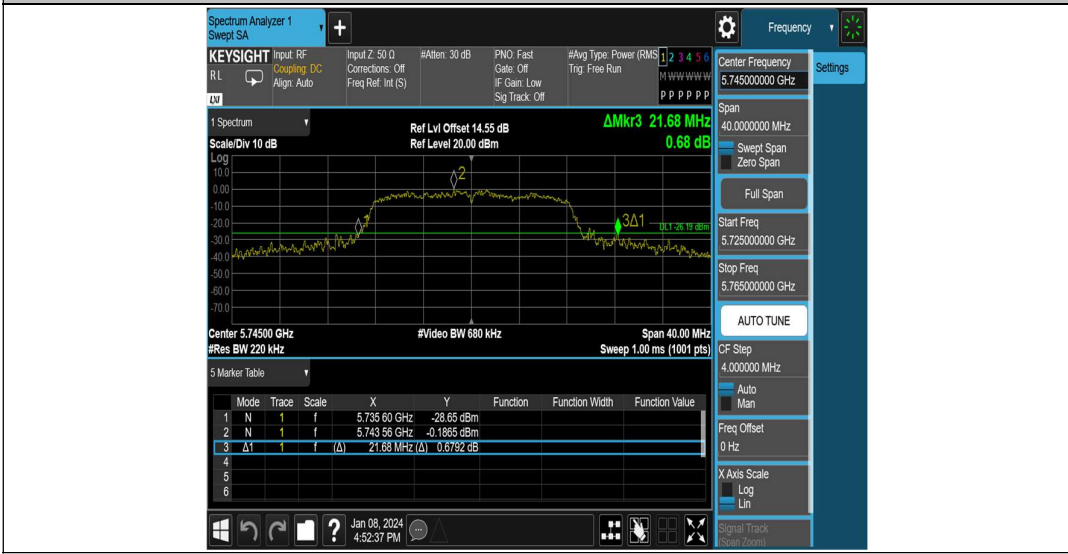 Spectrum Analyzer 1
Swept SA
+
Frequency
KEYSIGHT Input: RF Input Z: 50 Ω #Atten: 30 dB PNO: Fast #Avg Type: Power (RMS 1 2 3 4 5 6
RL Coupling: DC Corrections: Off Gate: Off Trig: Free Run M W W W W W
Align: Auto Freq Ref: Int (S) IF Gain: Low
LXI Sig Track: Off P P P P P P
1 Spectrum
Ref Lvl Offset 14.55 dB ΔMkr3 21.68 MHz
Scale/Div 10 dB Ref Level 20.00 dBm 0.68 dB
Log
10.0
0.00
-10.0
-20.0
-30.0
-40.0
-50.0
-60.0
-70.0
2
1
3Δ1
DL1 -26.19 dBm
Center 5.74500 GHz #Video BW 680 kHz Span 40.00 MHz
#Res BW 220 kHz Sweep 1.00 ms (1001 pts)
5 Marker Table
Mode Trace Scale X Y Function Function Width Function Value
1 N 1 f 5.735 60 GHz -28.65 dBm
2 N 1 f 5.743 56 GHz -0.1865 dBm
3 Δ1 1 f (Δ) 21.68 MHz (Δ) 0.6792 dB
4
5
6
Jan 08, 2024
4:52:37 PM
?
Center Frequency
5.745000000 GHz
Settings
Span
40.0000000 MHz
Swept Span
Zero Span
Full Span
Start Freq
5.725000000 GHz
Stop Freq
5.765000000 GHz
AUTO TUNE
CF Step
4.000000 MHz
Auto
Man
Freq Offset
0 Hz
X Axis Scale
Log
Lin
Signal Track
(Span Zoom)